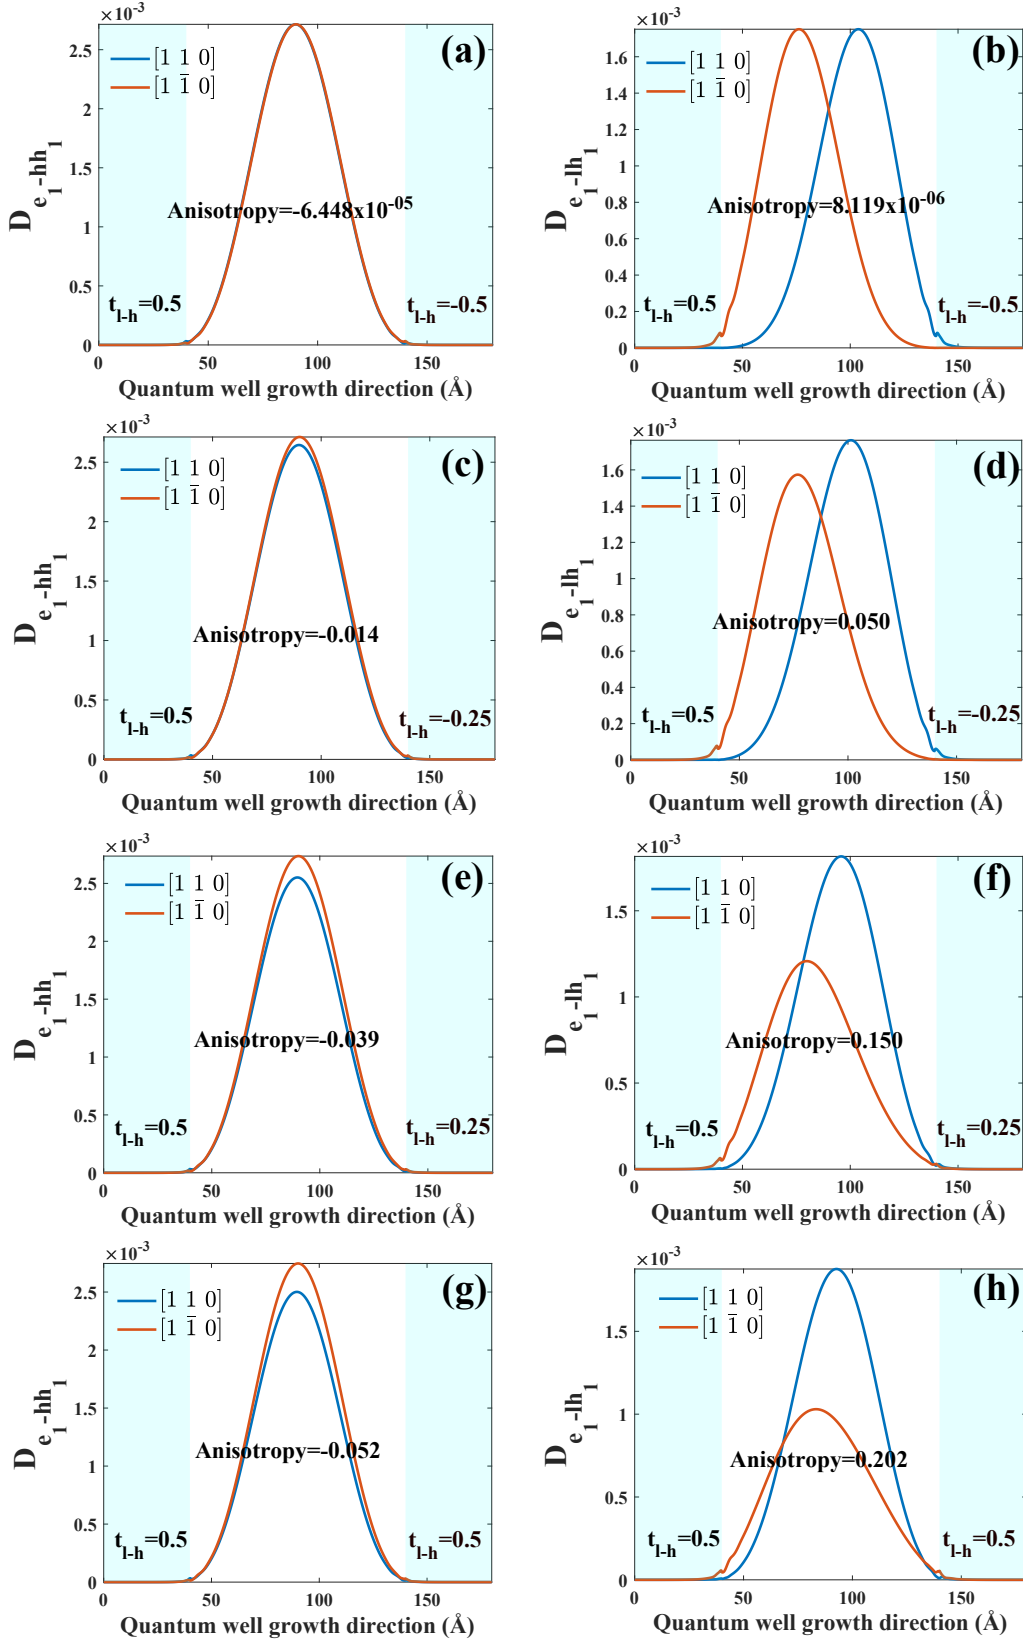 ×10⁻³
(a)
[1 1 0]
[1 1̄ 0]
D e₁-hh₁
2.5
2
1.5
1
0.5
0
Anisotropy=-6.448x10⁻⁰⁵
t l-h=0.5
t l-h=-0.5
0 50 100 150
Quantum well growth direction (Å)
×10⁻³
(b)
[1 1 0]
[1 1̄ 0]
D e₁-lh₁
1.6
1.4
1.2
1
0.8
0.6
0.4
0.2
0
Anisotropy=8.119x10⁻⁰⁶
t l-h=0.5
t l-h=-0.5
0 50 100 150
Quantum well growth direction (Å)
×10⁻³
(c)
[1 1 0]
[1 1̄ 0]
D e₁-hh₁
2.5
2
1.5
1
0.5
0
Anisotropy=-0.014
t l-h=0.5
t l-h=-0.25
0 50 100 150
Quantum well growth direction (Å)
×10⁻³
(d)
[1 1 0]
[1 1̄ 0]
D e₁-lh₁
1.6
1.4
1.2
1
0.8
0.6
0.4
0.2
0
Anisotropy=0.050
t l-h=0.5
t l-h=-0.25
0 50 100 150
Quantum well growth direction (Å)
×10⁻³
(e)
[1 1 0]
[1 1̄ 0]
D e₁-hh₁
2.5
2
1.5
1
0.5
0
Anisotropy=-0.039
t l-h=0.5
t l-h=0.25
0 50 100 150
Quantum well growth direction (Å)
×10⁻³
(f)
[1 1 0]
[1 1̄ 0]
D e₁-lh₁
1.5
1
0.5
0
Anisotropy=0.150
t l-h=0.5
t l-h=0.25
0 50 100 150
Quantum well growth direction (Å)
×10⁻³
(g)
[1 1 0]
[1 1̄ 0]
D e₁-hh₁
2.5
2
1.5
1
0.5
0
Anisotropy=-0.052
t l-h=0.5
t l-h=0.5
0 50 100 150
Quantum well growth direction (Å)
×10⁻³
(h)
[1 1 0]
[1 1̄ 0]
D e₁-lh₁
1.5
1
0.5
0
Anisotropy=0.202
t l-h=0.5
t l-h=0.5
0 50 100 150
Quantum well growth direction (Å)